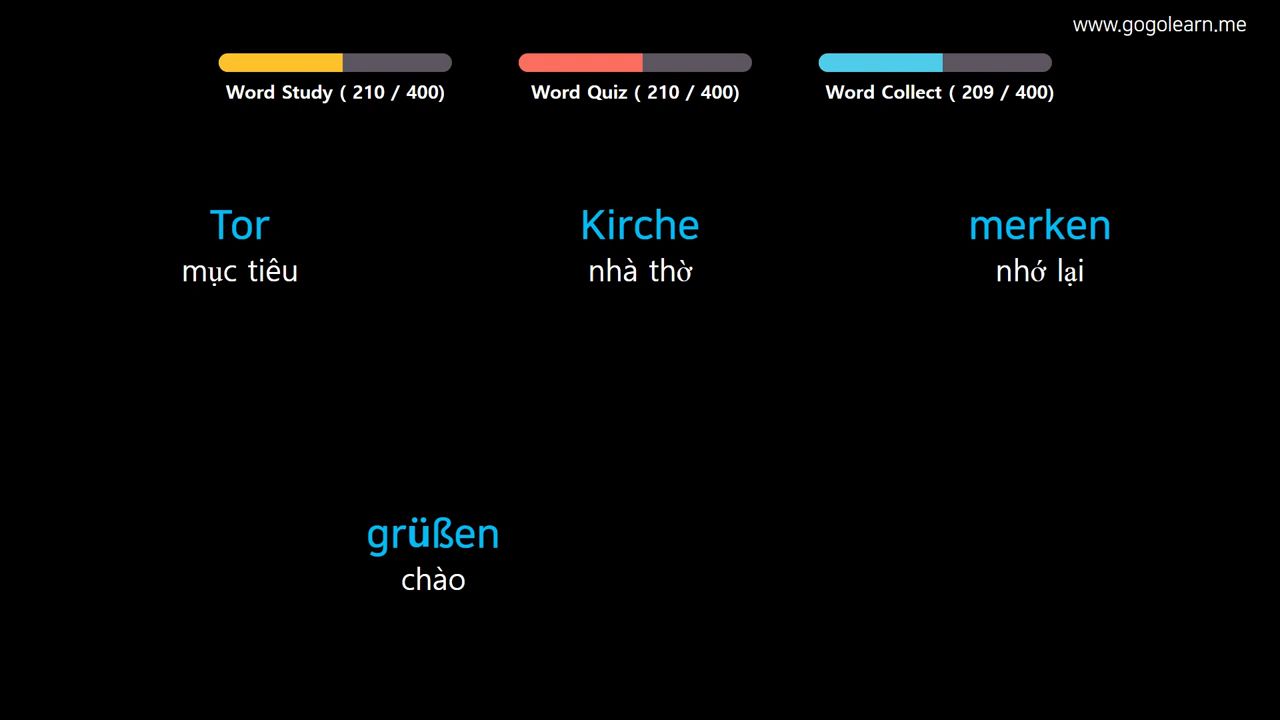 www.gogolearn.me
Word Study ( 210 / 400)
Word Quiz ( 210 / 400)
Word Collect ( 209 / 400)
Tor
mục tiêu
Kirche
nhà thờ
merken
nhớ lại
grüßen
chào